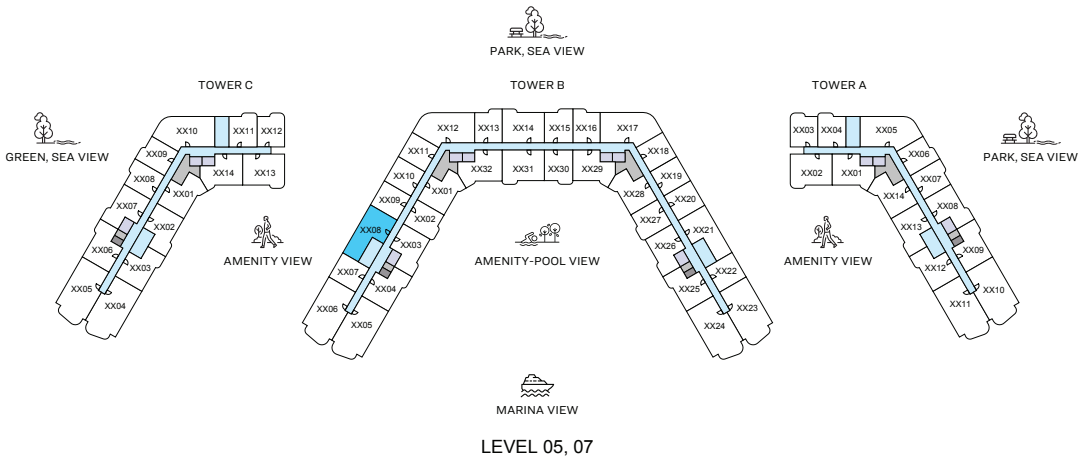 PARK, SEA VIEW
TOWER C
TOWER B
TOWER A
GREEN, SEA VIEW
PARK, SEA VIEW
XX10
XX11
XX12
XX09
XX08
XX07
XX06
XX05
XX04
XX03
XX02
XX01
XX14
XX13
AMENITY VIEW
XX12
XX13
XX14
XX15
XX16
XX17
XX11
XX10
XX09
XX08
XX07
XX06
XX05
XX04
XX03
XX02
XX01
XX32
XX31
XX30
XX29
XX28
XX27
XX26
XX25
XX24
XX23
XX22
XX21
XX20
XX19
XX18
AMENITY-POOL VIEW
AMENITY VIEW
XX03
XX04
XX05
XX02
XX01
XX14
XX06
XX07
XX08
XX09
XX10
XX11
XX12
XX13
MARINA VIEW
LEVEL 05, 07